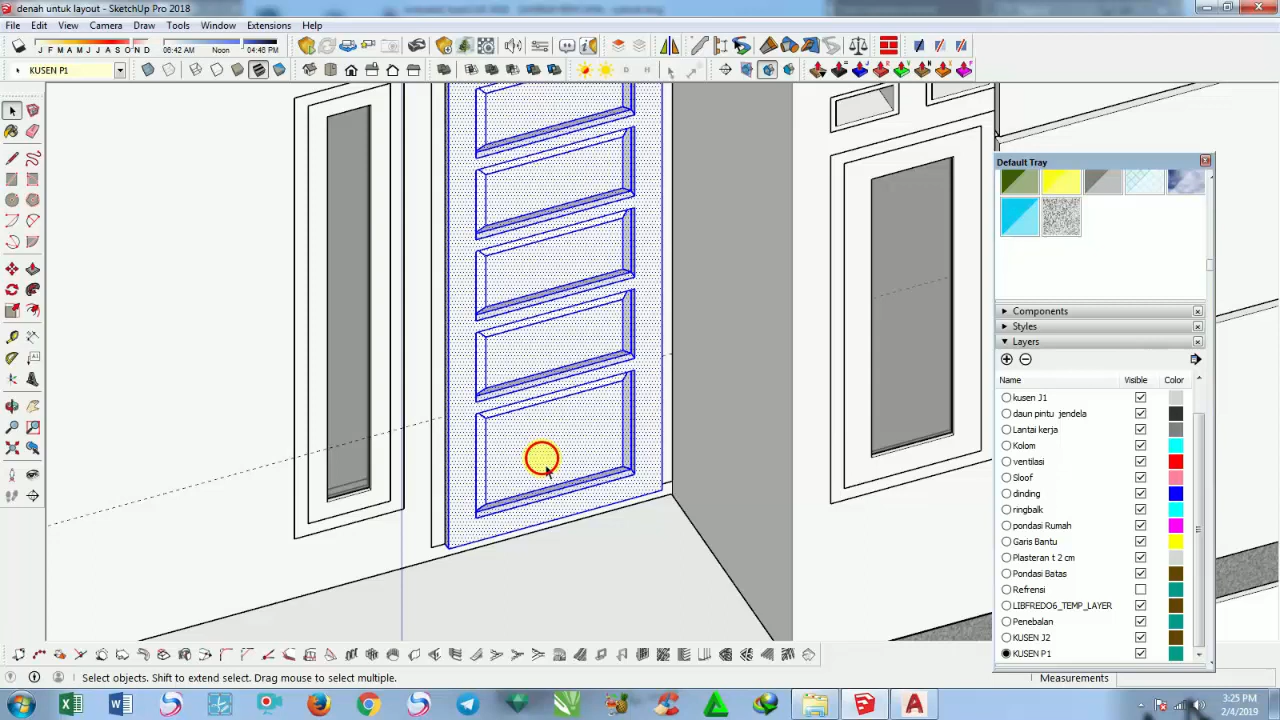 denah untuk layout - SketchUp Pro 2018
File Edit View Camera Draw Tools Window Extensions Help
J F M A M J J A S O N D
06:42 AM Noon 04:48 PM
KUSEN P1
Default Tray
Components
Styles
Layers
Name Visible Color
kusen J1
daun pintu jendela
Lantai kerja
Kolom
ventilasi
Sloof
dinding
ringbalk
pondasi Rumah
Garis Bantu
Plasteran t 2 cm
Pondasi Batas
Refrensi
LIBFREDO6_TEMP_LAYER
Penebalan
KUSEN J2
KUSEN P1
Select objects. Shift to extend select. Drag mouse to select multiple.
Measurements
3:25 PM
2/4/2019